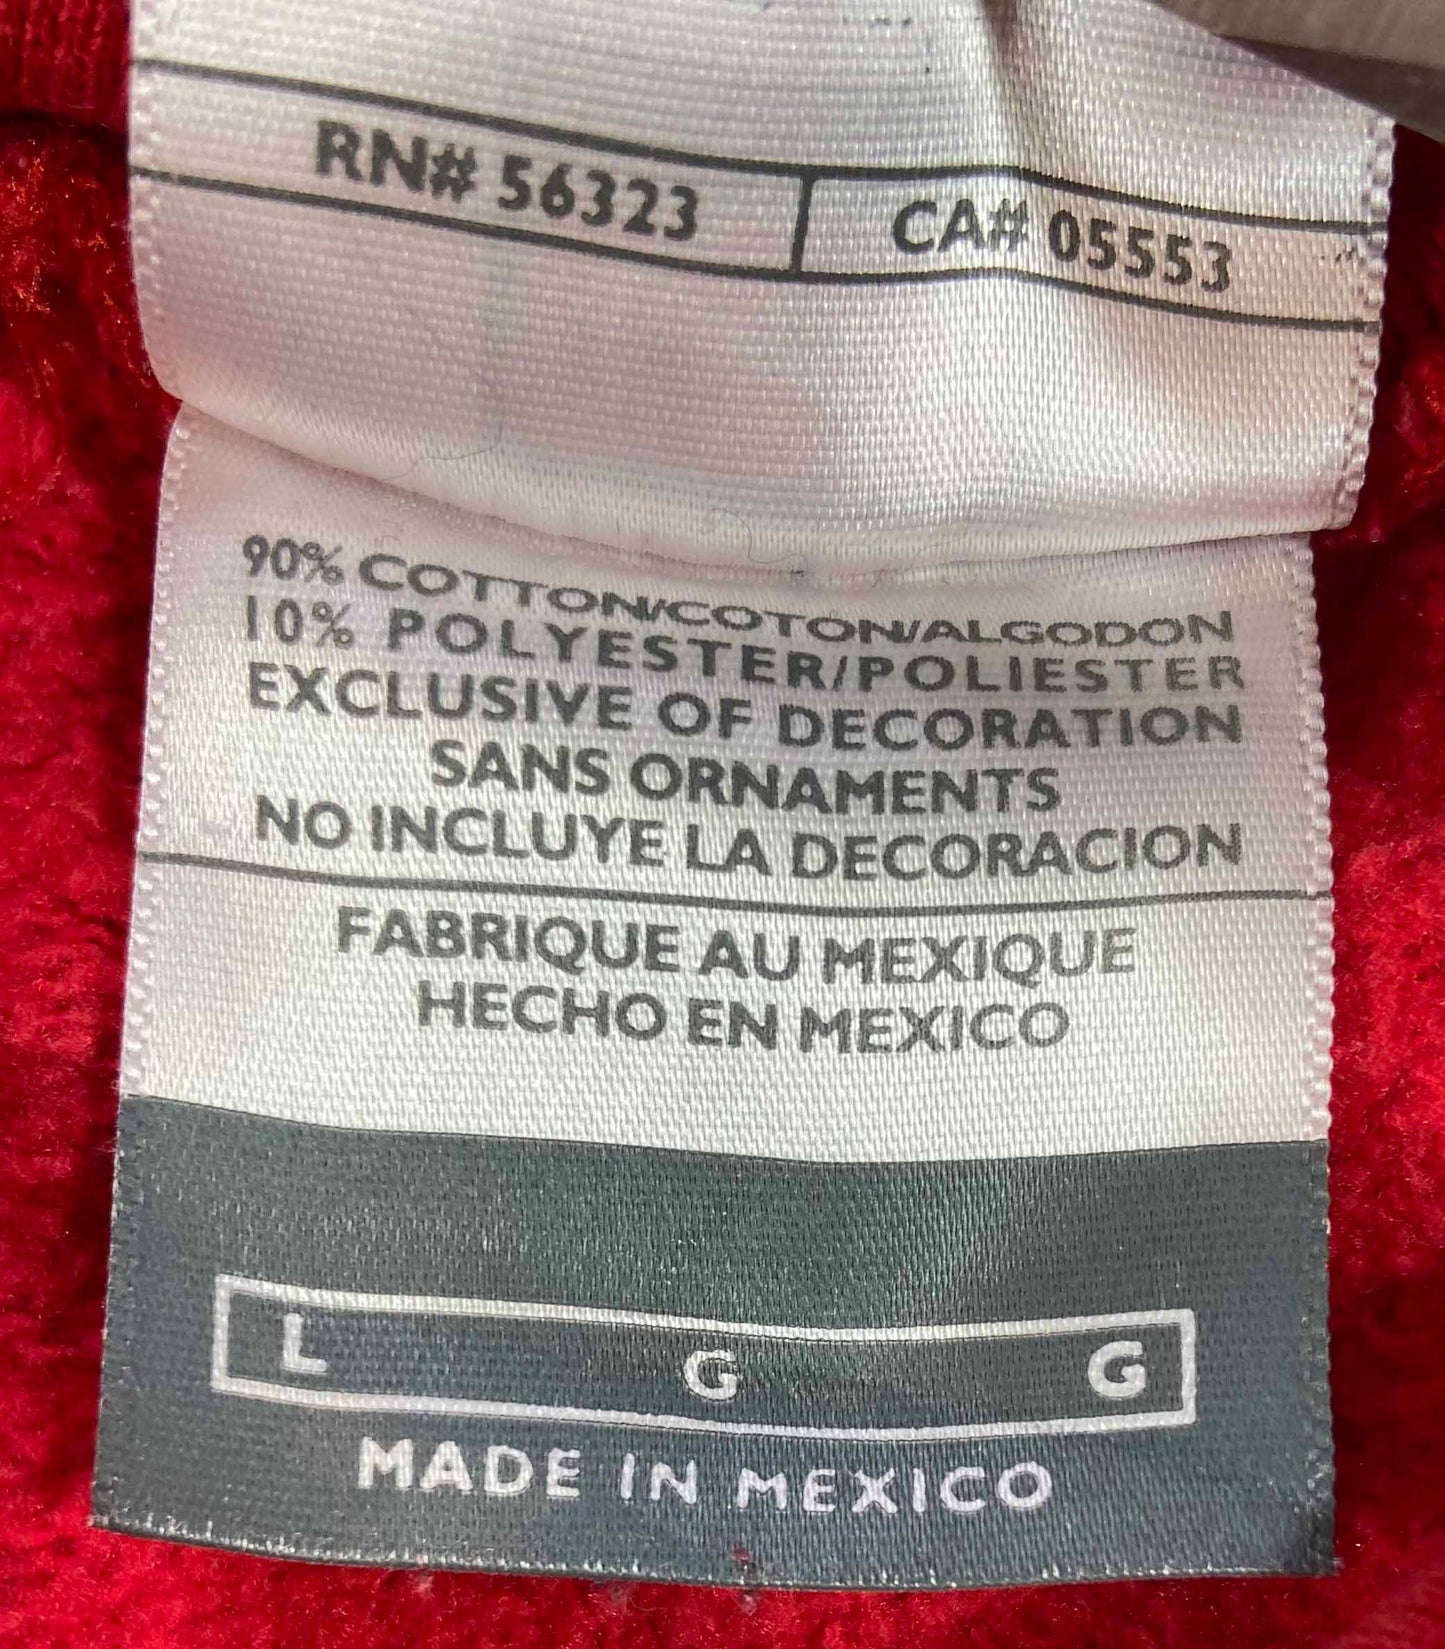 RN# 56323 CA# 05553
90% COTTON/COTON/ALGODON
10% POLYESTER/POLIESTER
EXCLUSIVE OF DECORATION
SANS ORNAMENTS
NO INCLUYE LA DECORACION
FABRIQUE AU MEXIQUE
HECHO EN MEXICO
L G G
MADE IN MEXICO